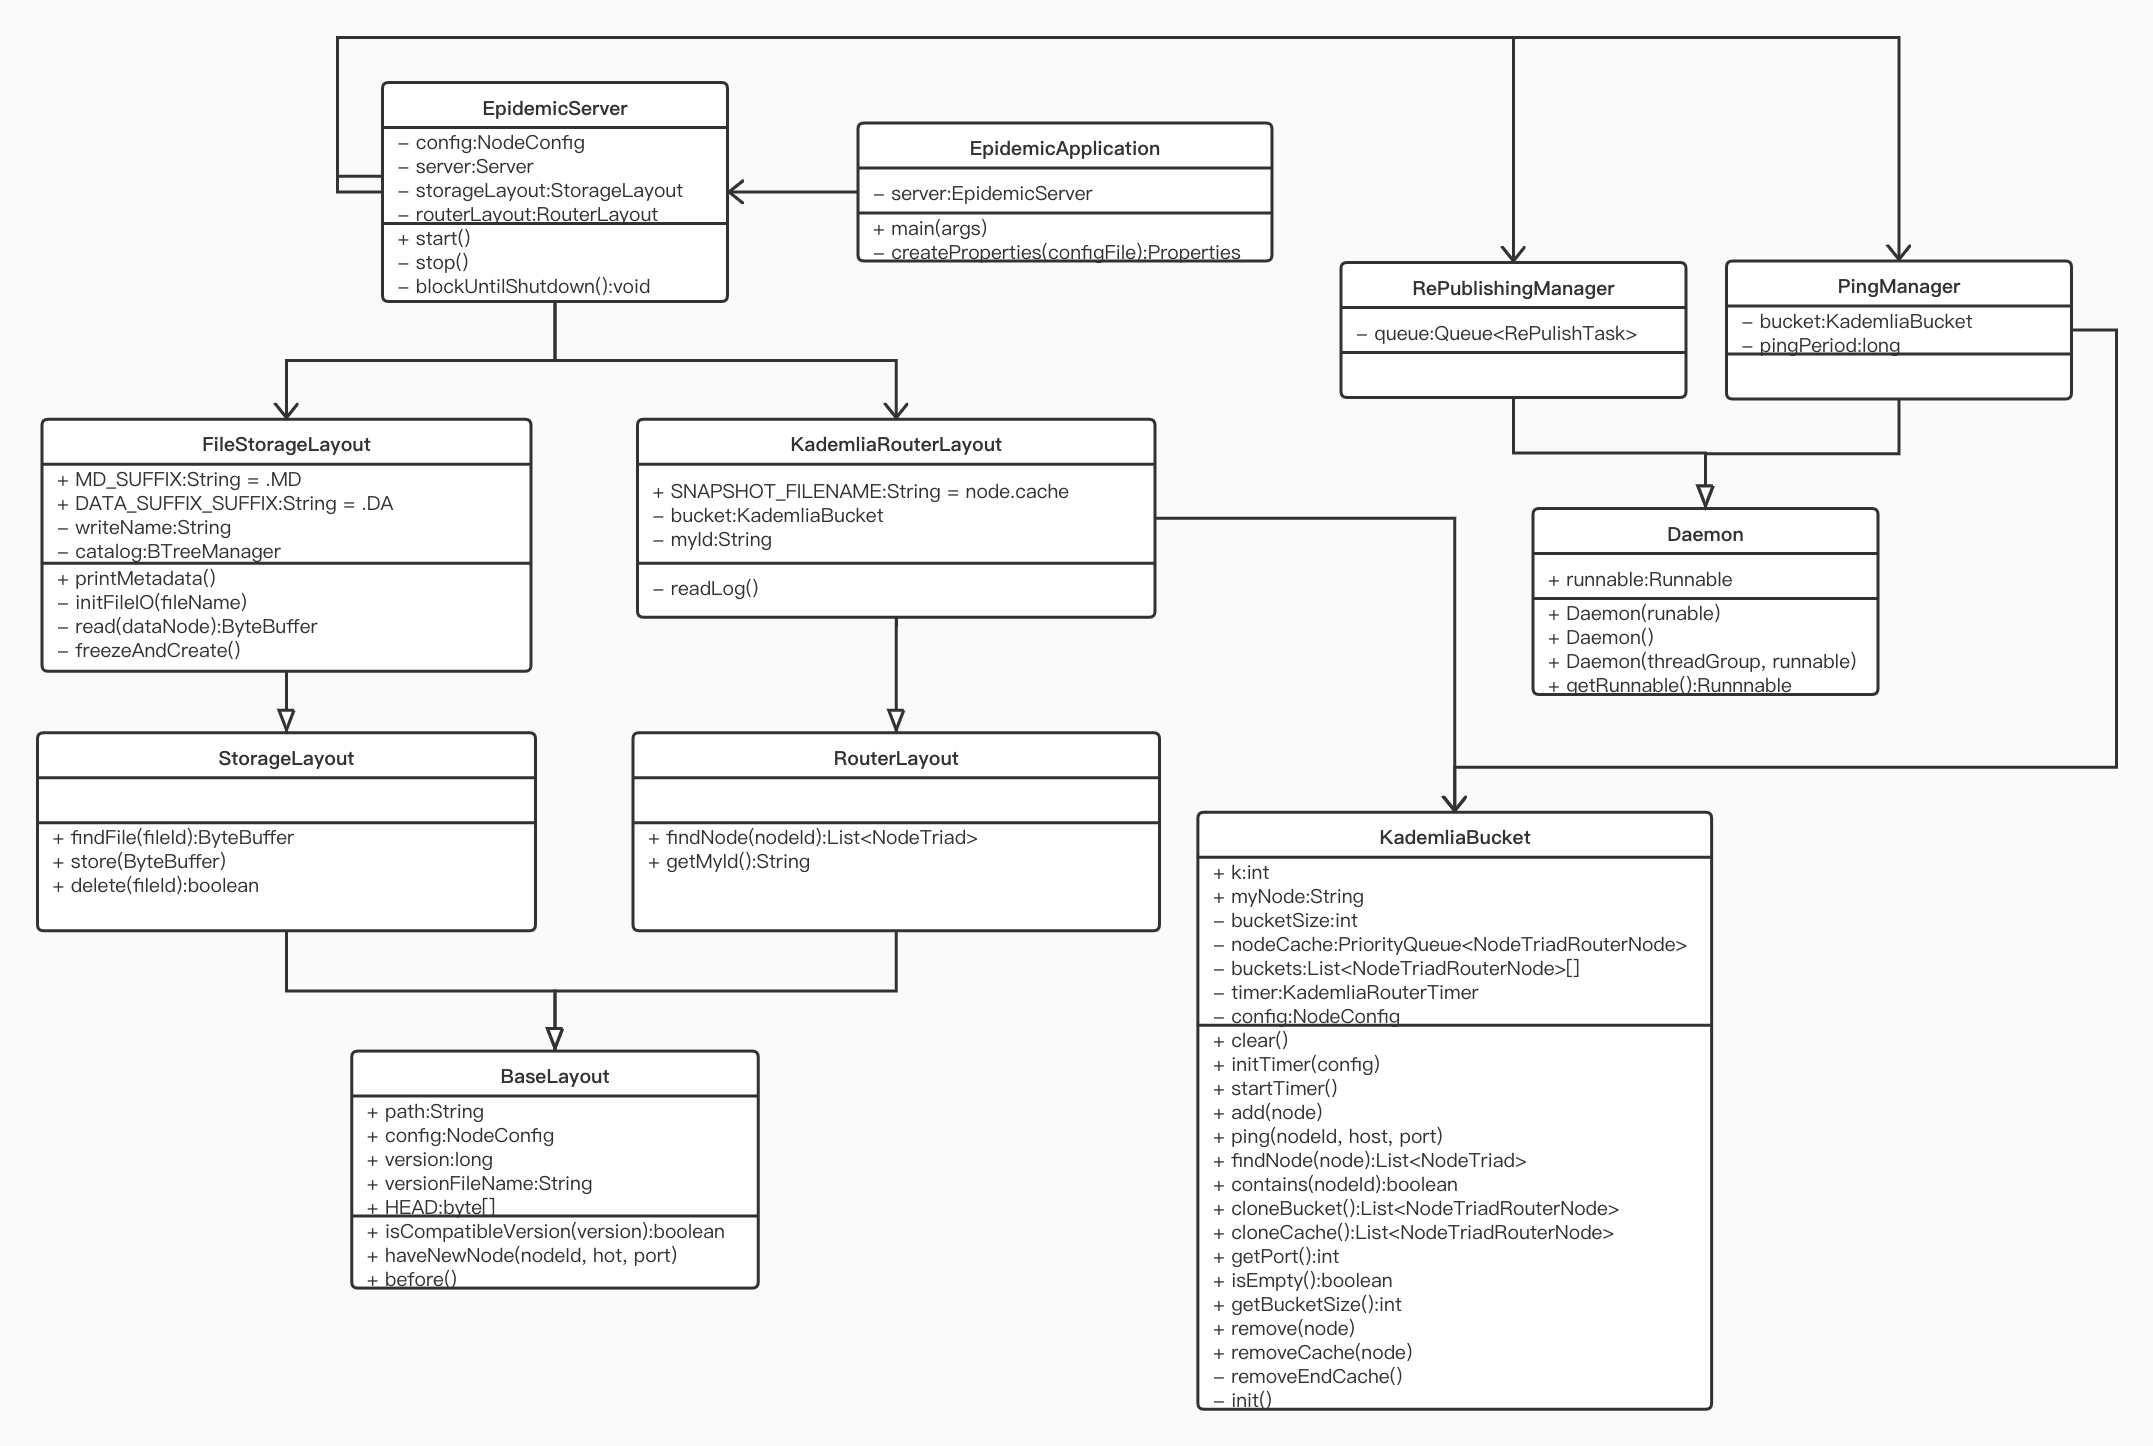 EpidemicServer
– config:NodeConfig
– server:Server
– storageLayout:StorageLayout
– routerLayout:RouterLayout
+ start()
– stop()
– blockUntilShutdown():void
EpidemicApplication
– server:EpidemicServer
+ main(args)
– createProperties(configFile):Properties
RePublishingManager
– queue:Queue<RePulishTask>
PingManager
– bucket:KademliaBucket
– pingPeriod:long
FileStorageLayout
+ MD_SUFFIX:String = .MD
+ DATA_SUFFIX_SUFFIX:String = .DA
– writeName:String
– catalog:BTreeManager
+ printMetadata()
– initFileIO(fileName)
– read(dataNode):ByteBuffer
– freezeAndCreate()
KademliaRouterLayout
+ SNAPSHOT_FILENAME:String = node.cache
– bucket:KademliaBucket
– myId:String
– readLog()
Daemon
+ runnable:Runnable
+ Daemon(runable)
+ Daemon()
+ Daemon(threadGroup, runnable)
+ getRunnable():Runnnable
StorageLayout
+ findFile(fileId):ByteBuffer
+ store(ByteBuffer)
+ delete(fileId):boolean
RouterLayout
+ findNode(nodeId):List<NodeTriad>
+ getMyId():String
KademliaBucket
+ k:int
+ myNode:String
– bucketSize:int
– nodeCache:PriorityQueue<NodeTriadRouterNode>
– buckets:List<NodeTriadRouterNode>[]
– timer:KademliaRouterTimer
– config:NodeConfig
+ clear()
+ initTimer(config)
+ startTimer()
+ add(node)
+ ping(nodeId, host, port)
+ findNode(node):List<NodeTriad>
+ contains(nodeId):boolean
+ cloneBucket():List<NodeTriadRouterNode>
+ cloneCache():List<NodeTriadRouterNode>
+ getPort():int
+ isEmpty():boolean
+ getBucketSize():int
+ remove(node)
+ removeCache(node)
– removeEndCache()
– init()
BaseLayout
+ path:String
+ config:NodeConfig
+ version:long
+ versionFileName:String
+ HEAD:byte[]
+ isCompatibleVersion(version):boolean
+ haveNewNode(nodeId, hot, port)
+ before()